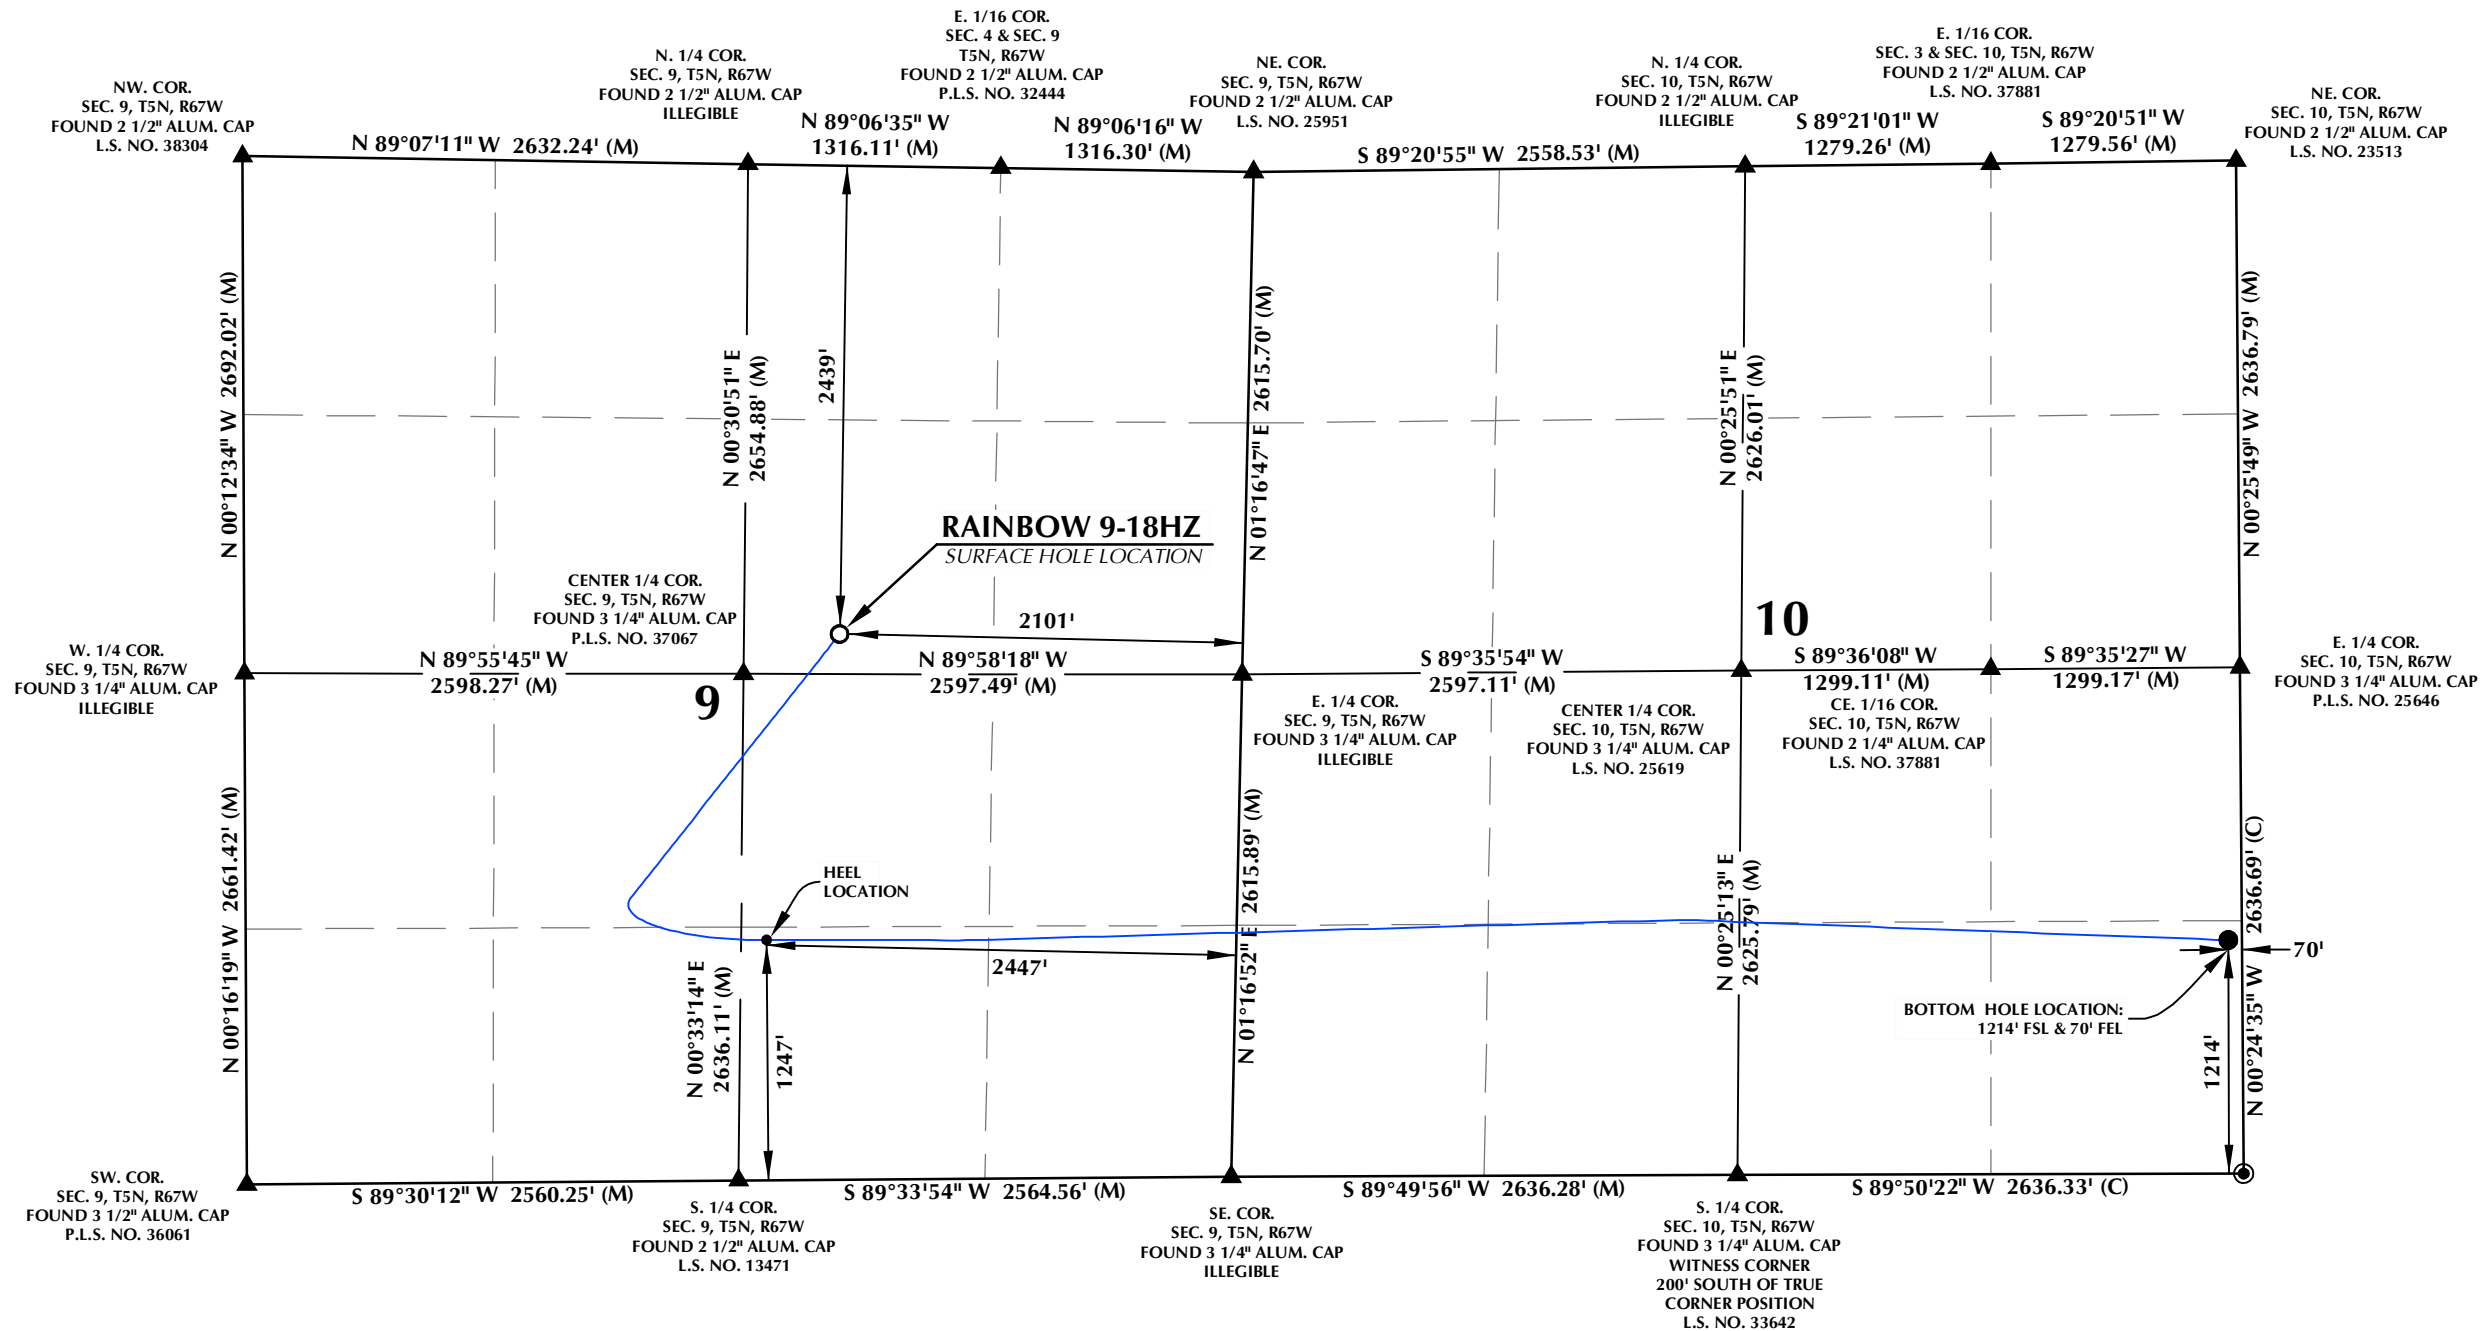 NW. COR.
SEC. 9, T5N, R67W
FOUND 2 1/2" ALUM. CAP
L.S. NO. 38304
N. 1/4 COR.
SEC. 9, T5N, R67W
FOUND 2 1/2" ALUM. CAP
ILLEGIBLE
E. 1/16 COR.
SEC. 4 & SEC. 9
T5N, R67W
FOUND 2 1/2" ALUM. CAP
P.L.S. NO. 32444
NE. COR.
SEC. 9, T5N, R67W
FOUND 2 1/2" ALUM. CAP
L.S. NO. 25951
N. 1/4 COR.
SEC. 10, T5N, R67W
FOUND 2 1/2" ALUM. CAP
ILLEGIBLE
E. 1/16 COR.
SEC. 3 & SEC. 10, T5N, R67W
FOUND 2 1/2" ALUM. CAP
L.S. NO. 37881
NE. COR.
SEC. 10, T5N, R67W
FOUND 2 1/2" ALUM. CAP
L.S. NO. 23513
N 89°07'11" W 2632.24' (M)
N 89°06'35" W
1316.11' (M)
N 89°06'16" W
1316.30' (M)
S 89°20'55" W 2558.53' (M)
S 89°21'01" W
1279.26' (M)
S 89°20'51" W
1279.56' (M)
N 00°12'34" W 2692.02' (M)
N 00°30'51" E
2654.88' (M)
2439'
N 01°16'47" E 2615.70' (M)
N 00°25'51" E
2626.01' (M)
N 00°25'49" W 2636.79' (M)
RAINBOW 9-18HZ
SURFACE HOLE LOCATION
2101'
10
CENTER 1/4 COR.
SEC. 9, T5N, R67W
FOUND 3 1/4" ALUM. CAP
P.L.S. NO. 37067
W. 1/4 COR.
SEC. 9, T5N, R67W
FOUND 3 1/4" ALUM. CAP
ILLEGIBLE
N 89°55'45" W
2598.27' (M)
9
N 89°58'18" W
2597.49' (M)
S 89°35'54" W
2597.11' (M)
S 89°36'08" W
1299.11' (M)
S 89°35'27" W
1299.17' (M)
E. 1/4 COR.
SEC. 10, T5N, R67W
FOUND 3 1/4" ALUM. CAP
P.L.S. NO. 25646
E. 1/4 COR.
SEC. 9, T5N, R67W
FOUND 3 1/4" ALUM. CAP
ILLEGIBLE
CENTER 1/4 COR.
SEC. 10, T5N, R67W
FOUND 3 1/4" ALUM. CAP
L.S. NO. 25619
CE. 1/16 COR.
SEC. 10, T5N, R67W
FOUND 2 1/4" ALUM. CAP
L.S. NO. 37881
N 00°16'19" W 2661.42' (M)
HEEL
LOCATION
N 00°33'14" E
2636.11' (M)
1247'
2447'
N 01°16'52" E 2615.89' (M)
N 00°25'13" E
2625.79' (M)
N 00°24'35" W 2636.69' (C)
70'
BOTTOM HOLE LOCATION:
1214' FSL & 70' FEL
1214'
SW. COR.
SEC. 9, T5N, R67W
FOUND 3 1/2" ALUM. CAP
P.L.S. NO. 36061
S 89°30'12" W 2560.25' (M)
S 89°33'54" W 2564.56' (M)
S 89°49'56" W 2636.28' (M)
S 89°50'22" W 2636.33' (C)
S. 1/4 COR.
SEC. 9, T5N, R67W
FOUND 2 1/2" ALUM. CAP
L.S. NO. 13471
SE. COR.
SEC. 9, T5N, R67W
FOUND 3 1/4" ALUM. CAP
ILLEGIBLE
S. 1/4 COR.
SEC. 10, T5N, R67W
FOUND 3 1/4" ALUM. CAP
WITNESS CORNER
200' SOUTH OF TRUE
CORNER POSITION
L.S. NO. 33642